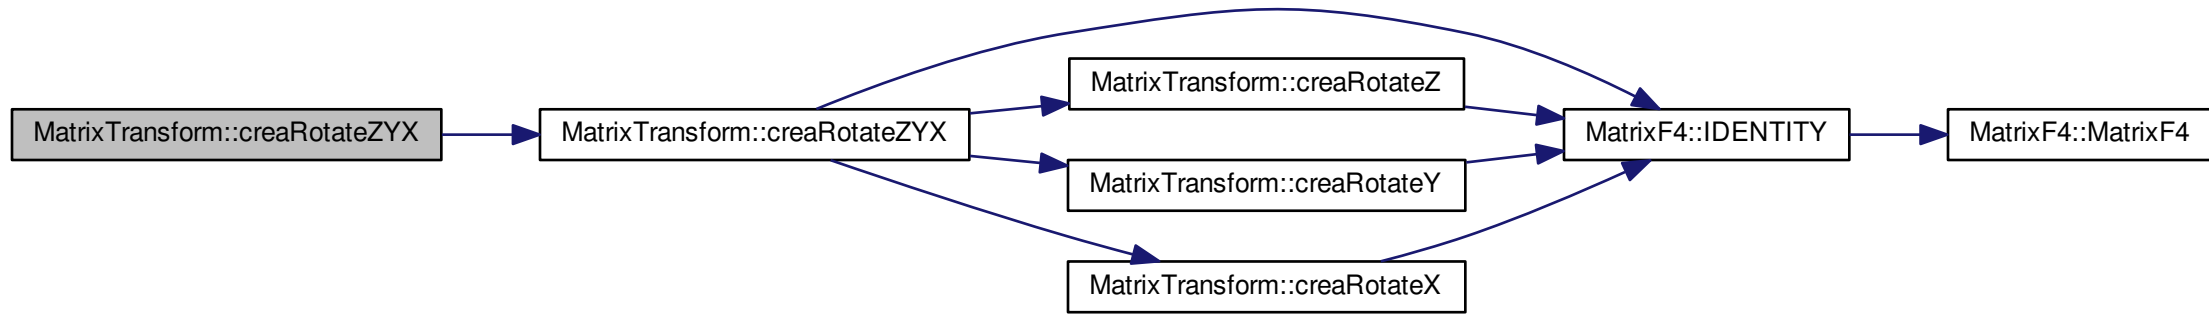 MatrixTransform::creaRotateZYX
MatrixTransform::creaRotateZYX
MatrixTransform::creaRotateZ
MatrixTransform::creaRotateY
MatrixTransform::creaRotateX
MatrixF4::IDENTITY
MatrixF4::MatrixF4